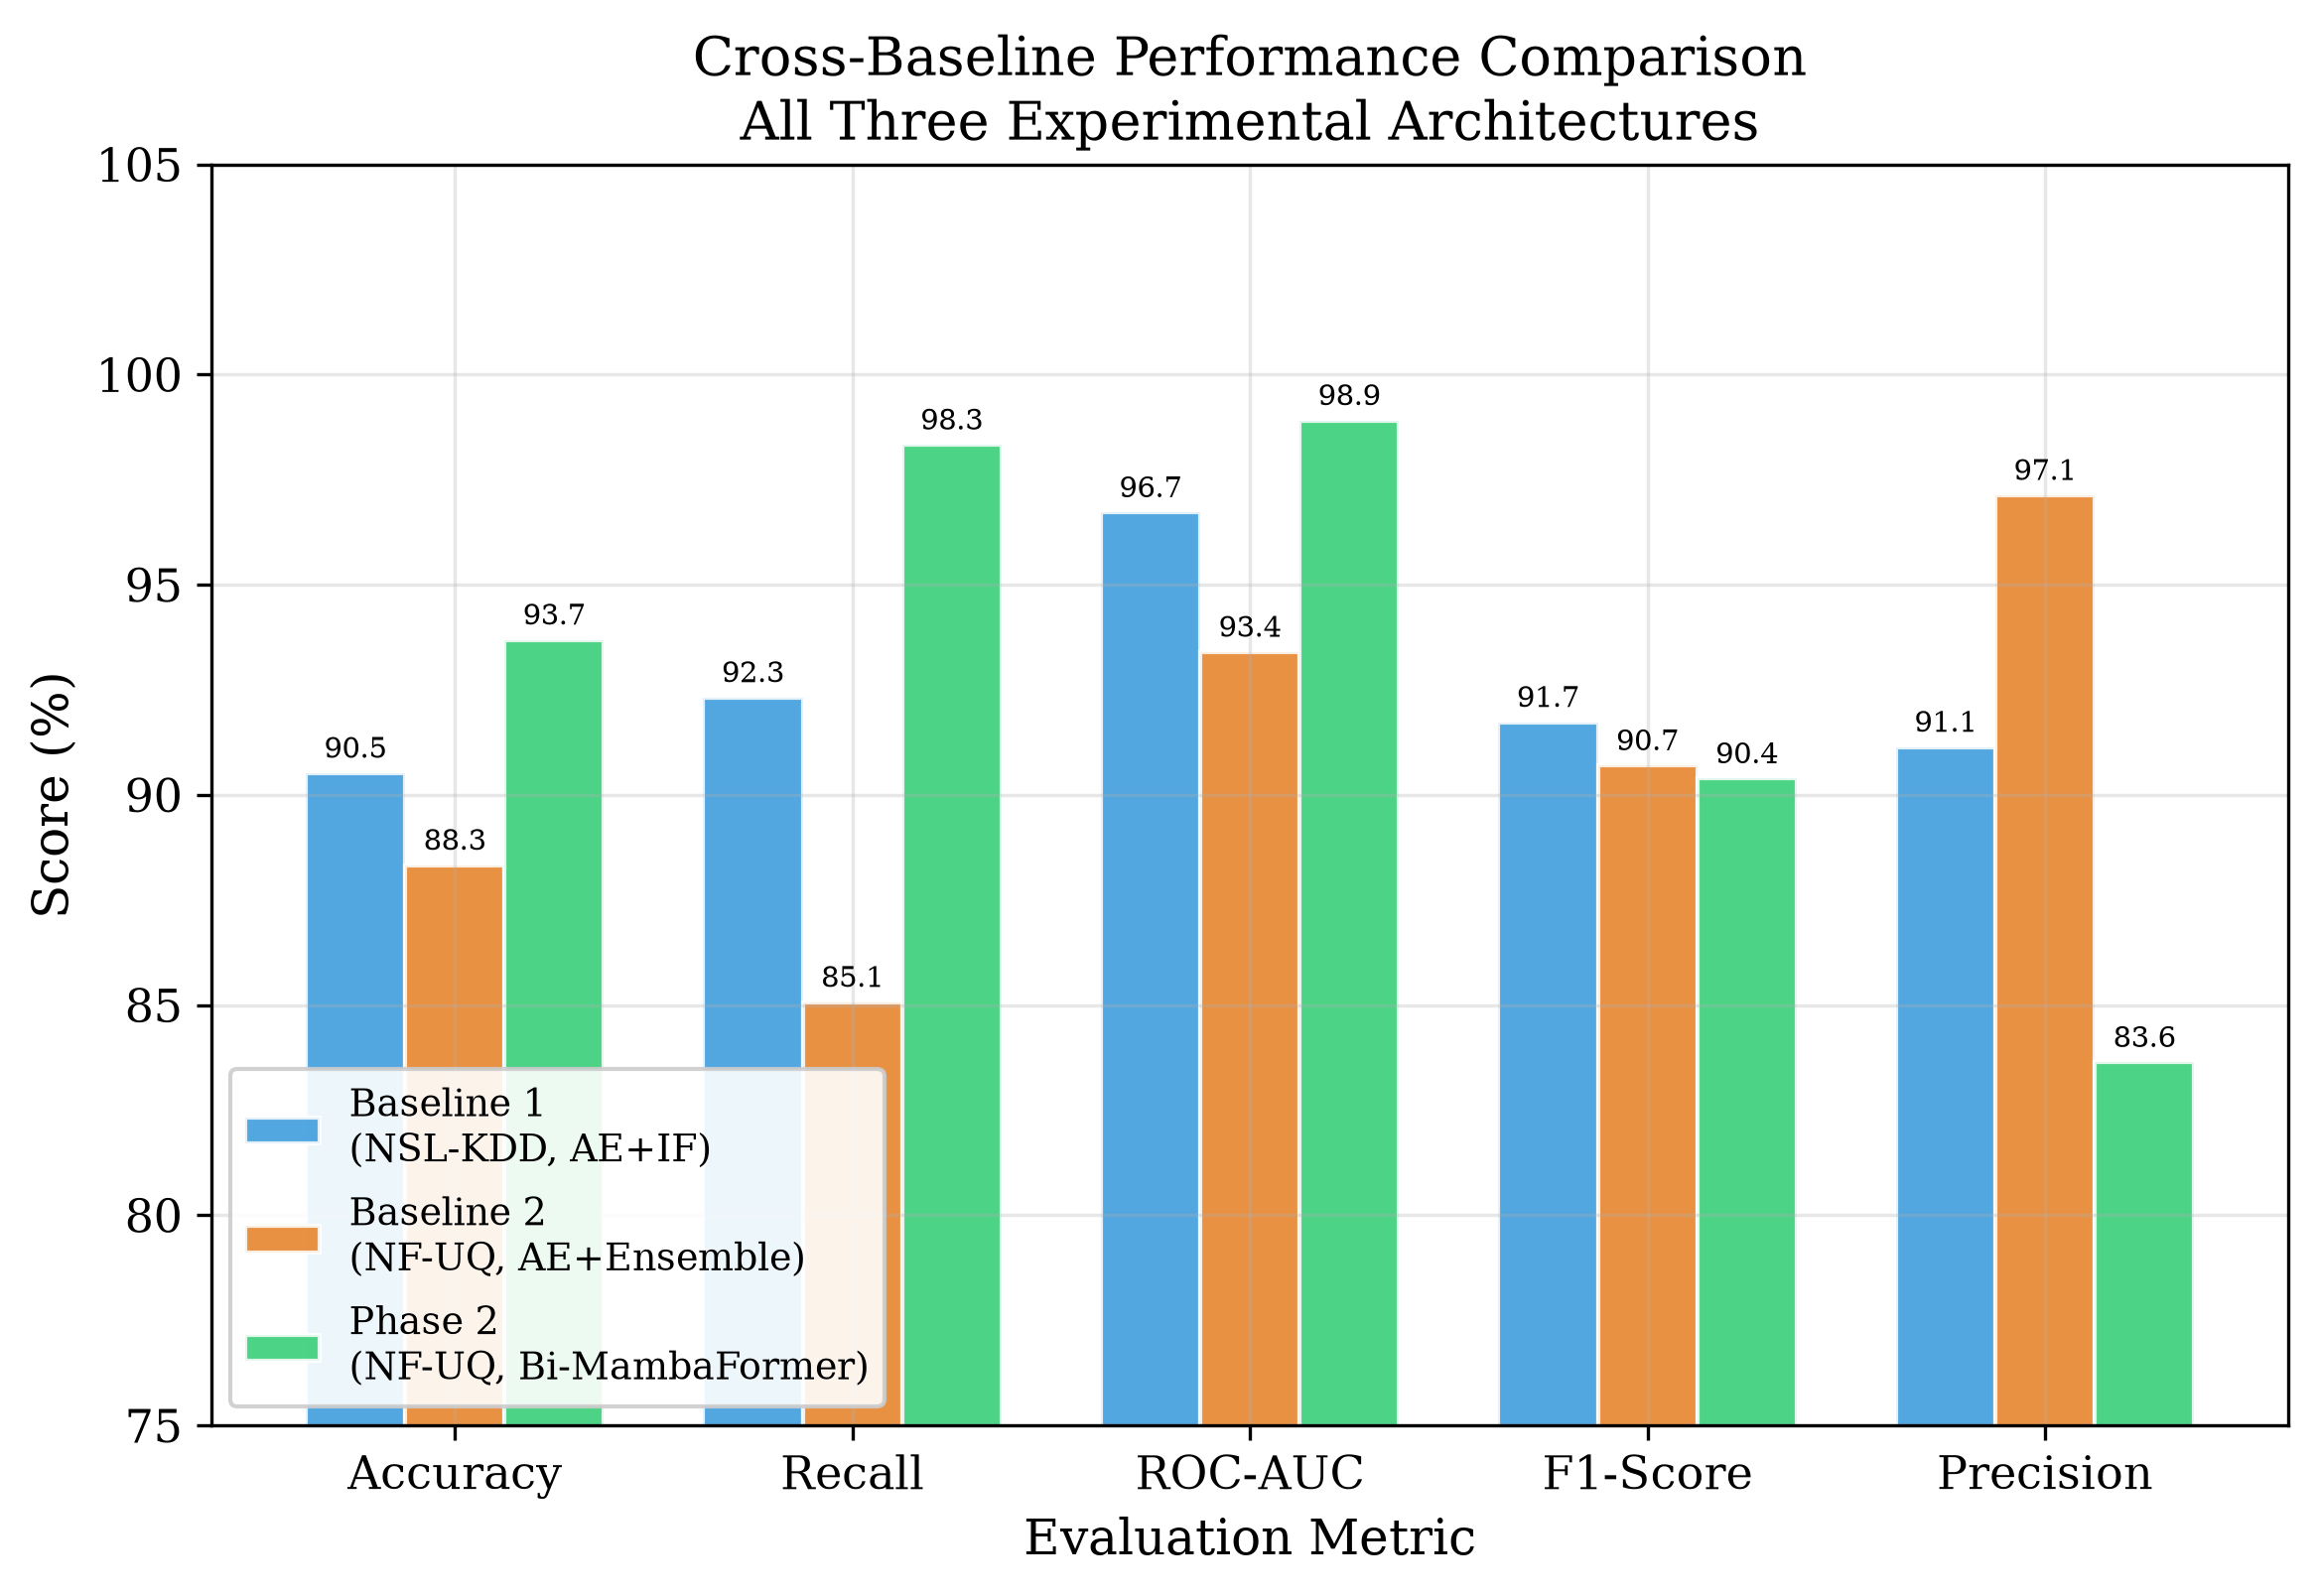 Cross-Baseline Performance Comparison
All Three Experimental Architectures
Score (%)
105
100
95
90
85
80
75
90.5
88.3
93.7
92.3
85.1
98.3
96.7
93.4
98.9
91.7
90.7
90.4
91.1
97.1
83.6
Baseline 1
(NSL-KDD, AE+IF)
Baseline 2
(NF-UQ, AE+Ensemble)
Phase 2
(NF-UQ, Bi-MambaFormer)
Accuracy
Recall
ROC-AUC
F1-Score
Precision
Evaluation Metric